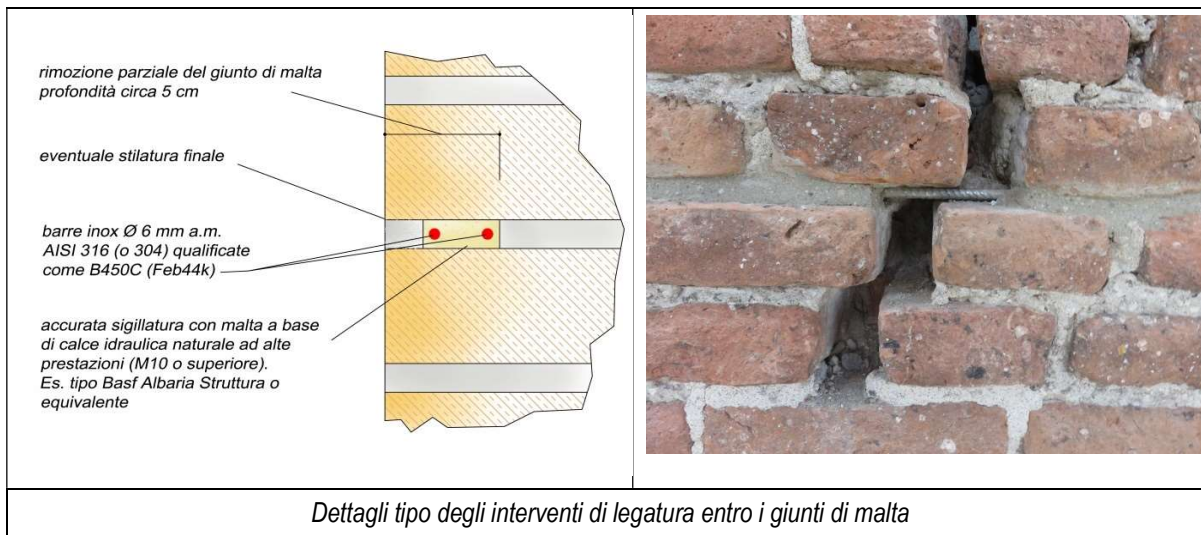 rimozione parziale del giunto di malta
profondità circa 5 cm
eventuale stilatura finale
barre inox Ø 6 mm a.m.
AISI 316 (o 304) qualificate
come B450C (Feb44k)
accurata sigillatura con malta a base
di calce idraulica naturale ad alte
prestazioni (M10 o superiore).
Es. tipo Basf Albaria Struttura o
equivalente
Dettagli tipo degli interventi di legatura entro i giunti di malta